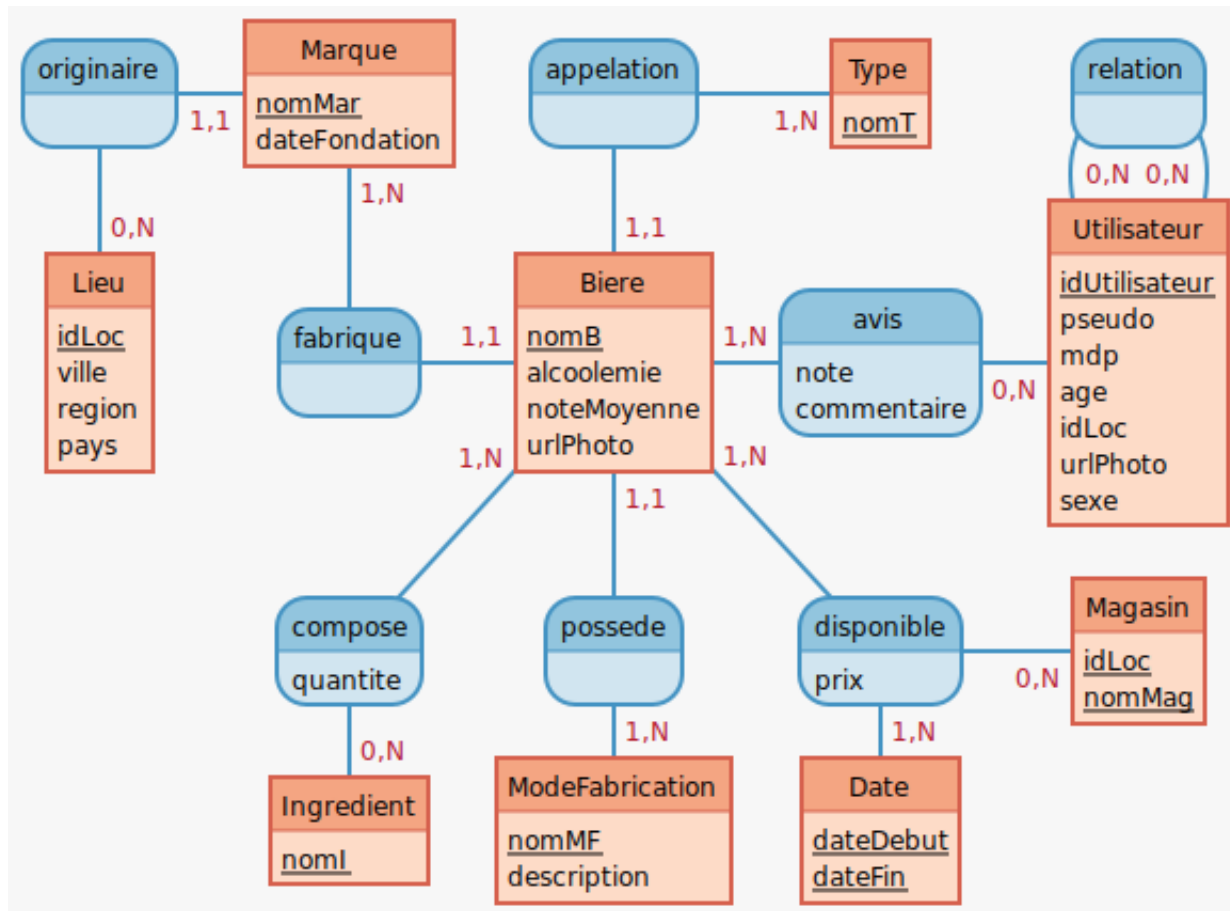 originaire
Marque
nomMar
dateFondation
1,1
1,N
0,N
appelation
Type
nomT
1,N
1,1
relation
0,N 0,N
Lieu
idLoc
ville
region
pays
fabrique
1,1
Biere
nomB
alcoolemie
noteMoyenne
urlPhoto
1,N
avis
note
commentaire
0,N
Utilisateur
idUtilisateur
pseudo
mdp
age
idLoc
urlPhoto
sexe
1,N
1,1
1,N
compose
quantite
0,N
possede
1,N
disponible
prix
0,N
1,N
Magasin
idLoc
nomMag
Ingredient
nomI
ModeFabrication
nomMF
description
Date
dateDebut
dateFin